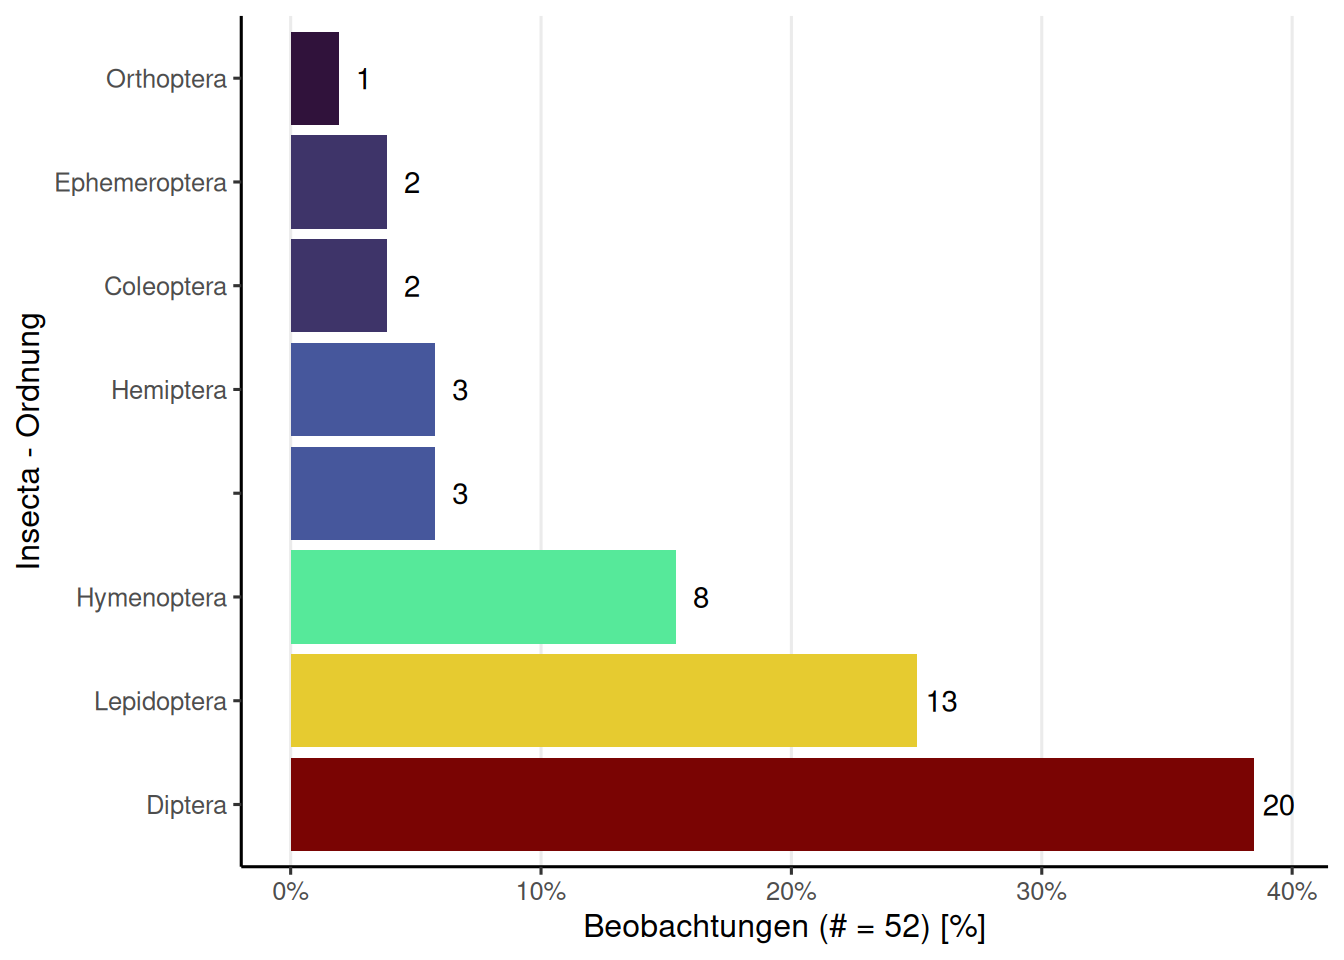 Orthoptera 1
Ephemeroptera 2
Coleoptera 2
Hemiptera 3
3
Hymenoptera 8
Lepidoptera 13
Diptera 20
Insecta - Ordnung
0% 10% 20% 30% 40%
Beobachtungen (# = 52) [%]